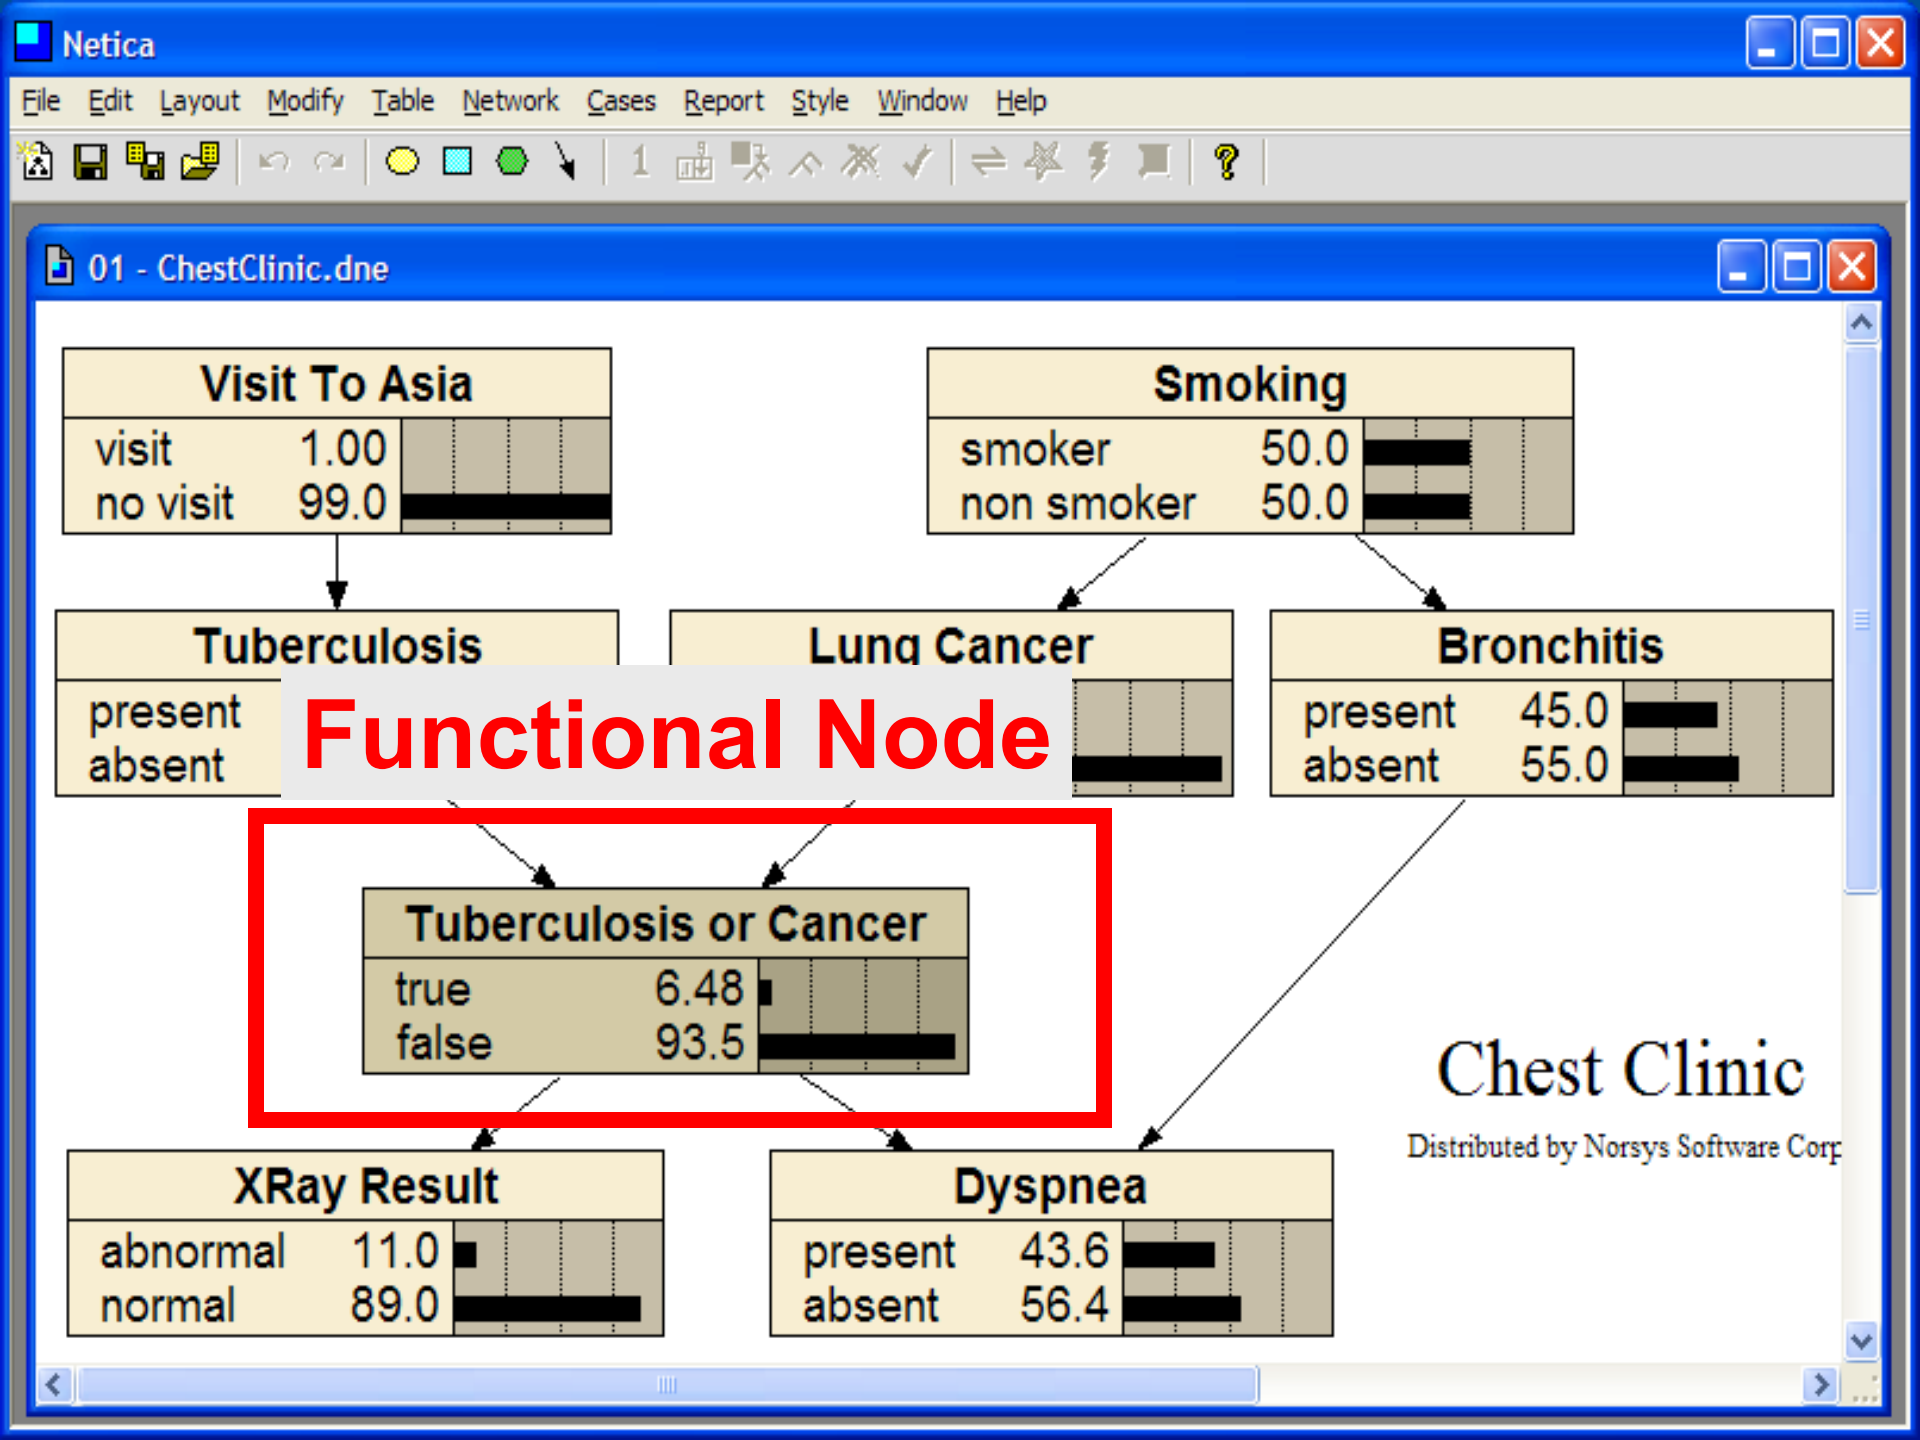 Netica
File Edit Layout Modify Table Network Cases Report Style Window Help
1 ?
01 - ChestClinic.dne
Visit To Asia
visit 1.00
no visit 99.0
Smoking
smoker 50.0
non smoker 50.0
Tuberculosis
present
absent
Lung Cancer
Bronchitis
present 45.0
absent 55.0
Functional Node
Tuberculosis or Cancer
true 6.48
false 93.5
Chest Clinic
Distributed by Norsys Software Corp
XRay Result
abnormal 11.0
normal 89.0
Dyspnea
present 43.6
absent 56.4